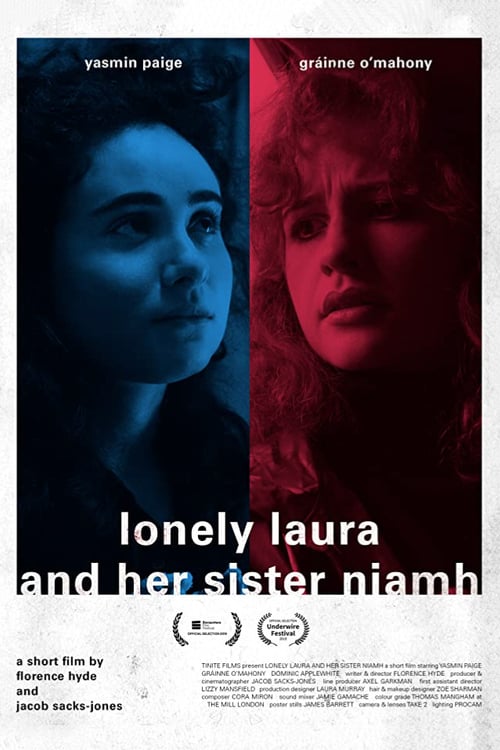 yasmin paige
gráinne o’mahony
lonely laura
and her sister niamh
OFFICIAL SELECTION
Underwire
Festival
a short film by
florence hyde
and
jacob sacks-jones
TINITE FILMS present LONELY LAURA AND HER SISTER NIAMH a short film starring YASMIN PAIGE
GRÁINNE O’MAHONY DOMINIC APPLEWHITE writer & director FLORENCE HYDE producer &
cinematographer JACOB SACKS-JONES line producer AXEL GARKMAN first assistant director
LIZZY MANSFIELD production designer LAURA MURRAY hair & makeup designer ZOE SHARMAN
composer CORA MIRON sound mixer JAMIE GAMACHE colour grade THOMAS MANGHAM at
THE MILL LONDON poster stills JAMES BARRETT camera & lenses TAKE 2 lighting PROCAM